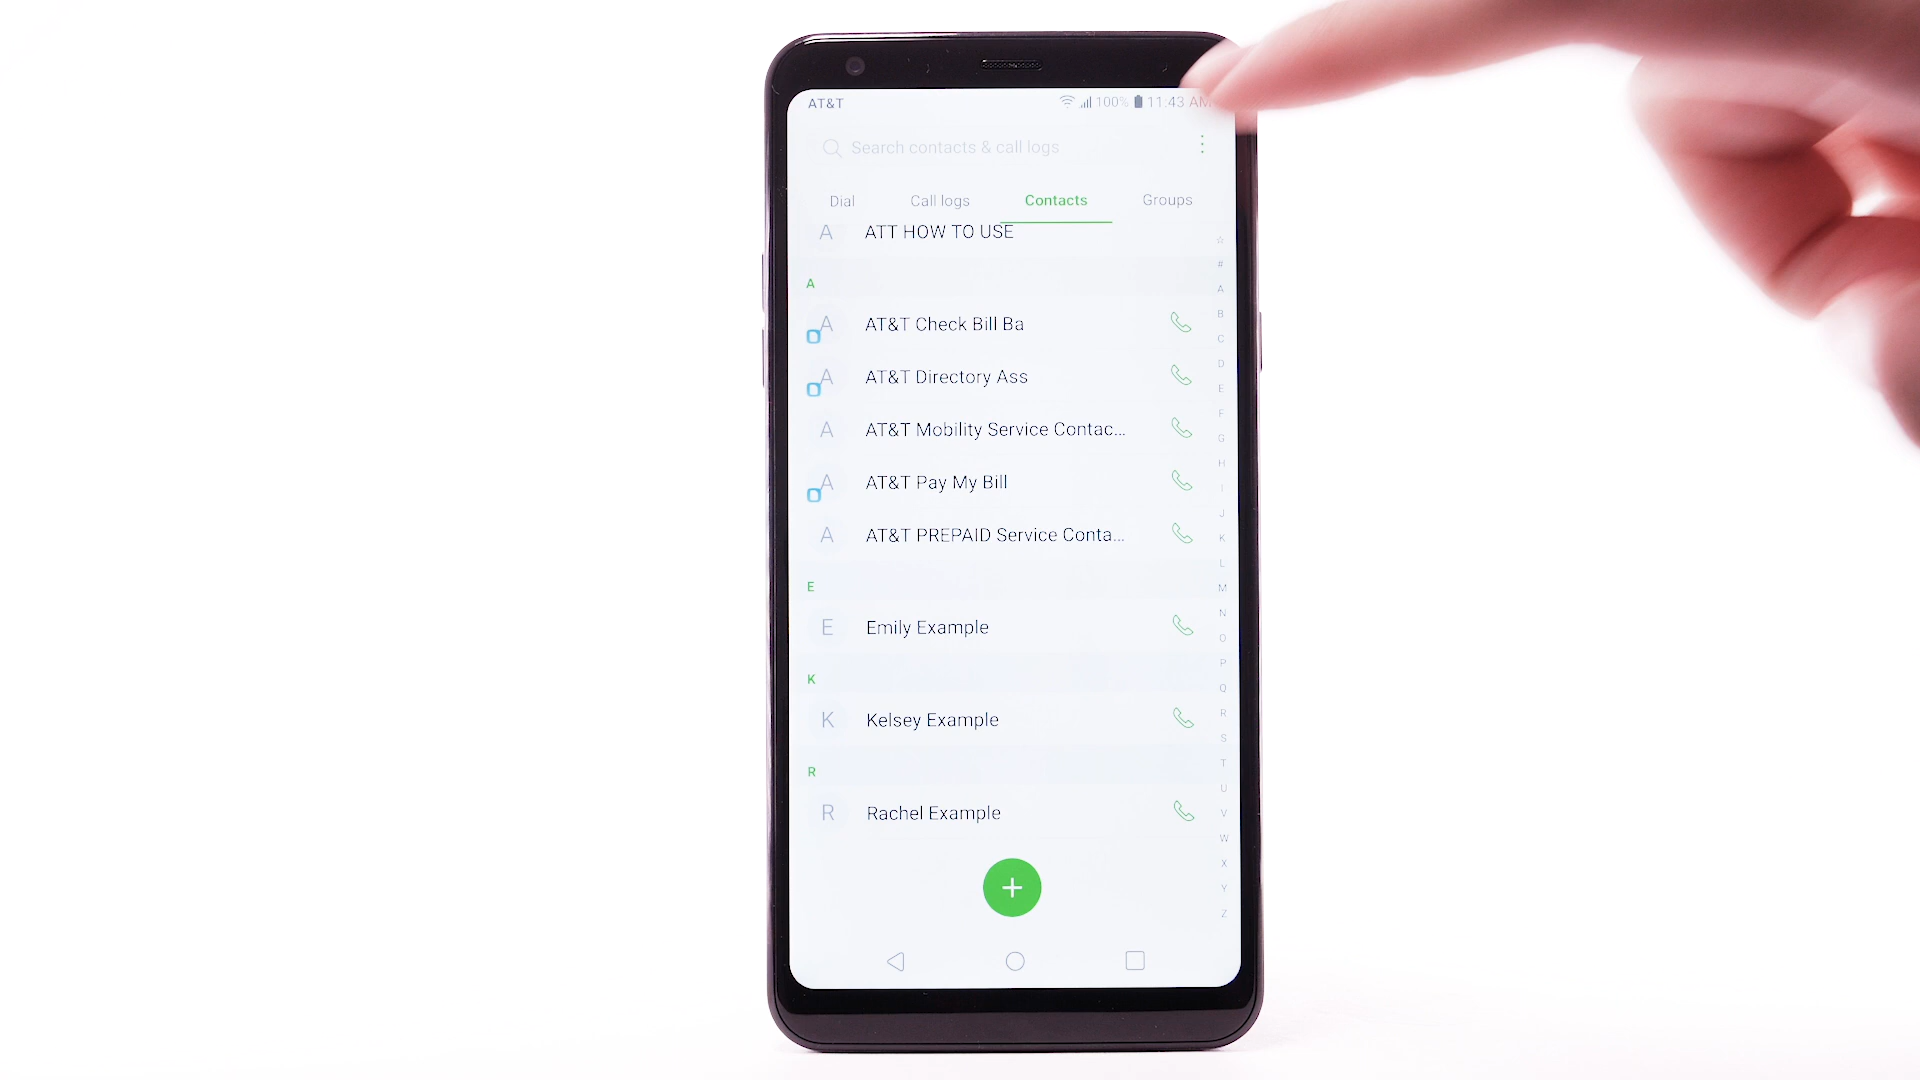 AT&T 100% 11:43 AM
Search contacts & call logs
Dial Call logs Contacts Groups
A ATT HOW TO USE
A
A AT&T Check Bill Ba
A AT&T Directory Ass
A AT&T Mobility Service Contac...
A AT&T Pay My Bill
A AT&T PREPAID Service Conta...
E
E Emily Example
K
K Kelsey Example
R
R Rachel Example
#
A
B
C
D
E
F
G
H
I
J
K
L
M
N
O
P
Q
R
S
T
U
V
W
X
Y
Z